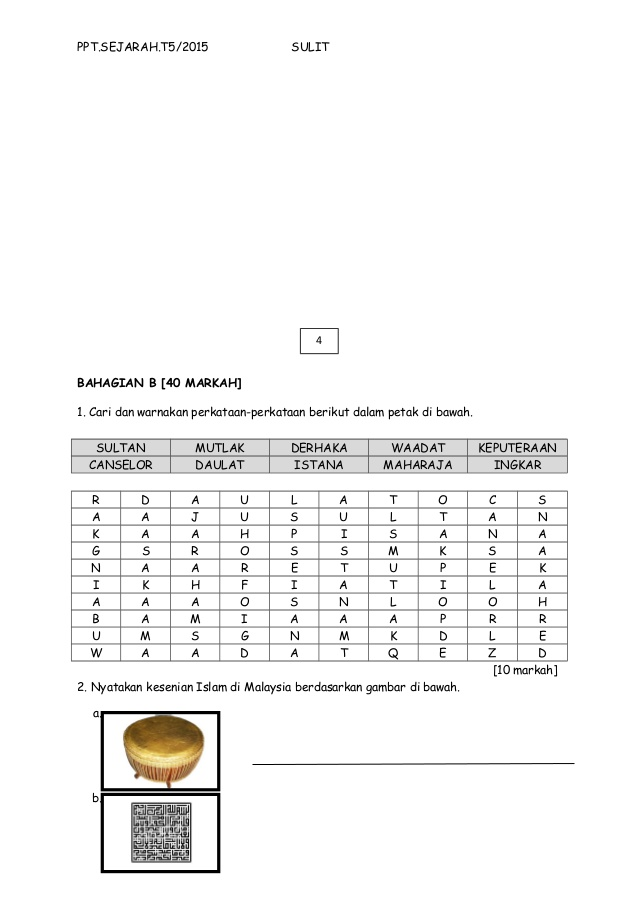 PPT.SEJARAH.T5/2015 SULIT
4
BAHAGIAN B [40 MARKAH]
1. Cari dan warnakan perkataan-perkataan berikut dalam petak di bawah.
SULTAN MUTLAK DERHAKA WAADAT KEPUTERAAN
CANSELOR DAULAT ISTANA MAHARAJA INGKAR
R D A U L A T O C S
A A J U S U L T A N
K A A H P I S A N A
G S R O S S M K S A
N A A R E T U P E K
I K H F I A T I L A
A A A O S N L O O H
B A M I A A A P R R
U M S G N M K D L E
W A A D A T Q E Z D
[10 markah]
2. Nyatakan kesenian Islam di Malaysia berdasarkan gambar di bawah.
a.
b.